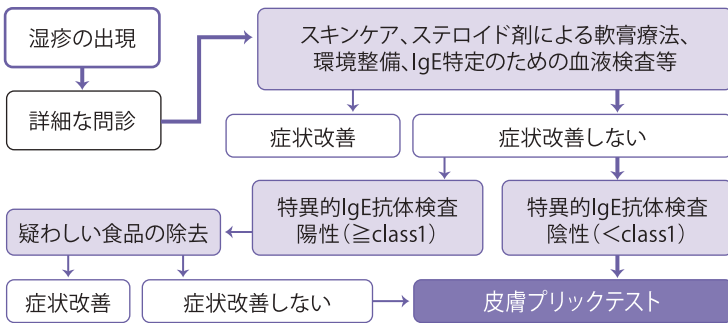 湿疹の出現
詳細な問診
スキンケア、ステロイド剤による軟膏療法、
環境整備、IgE特定のための血液検査等
症状改善
症状改善しない
特異的IgE抗体検査
陽性（≧class1）
特異的IgE抗体検査
陰性（＜class1）
疑わしい食品の除去
症状改善
症状改善しない
皮膚プリックテスト